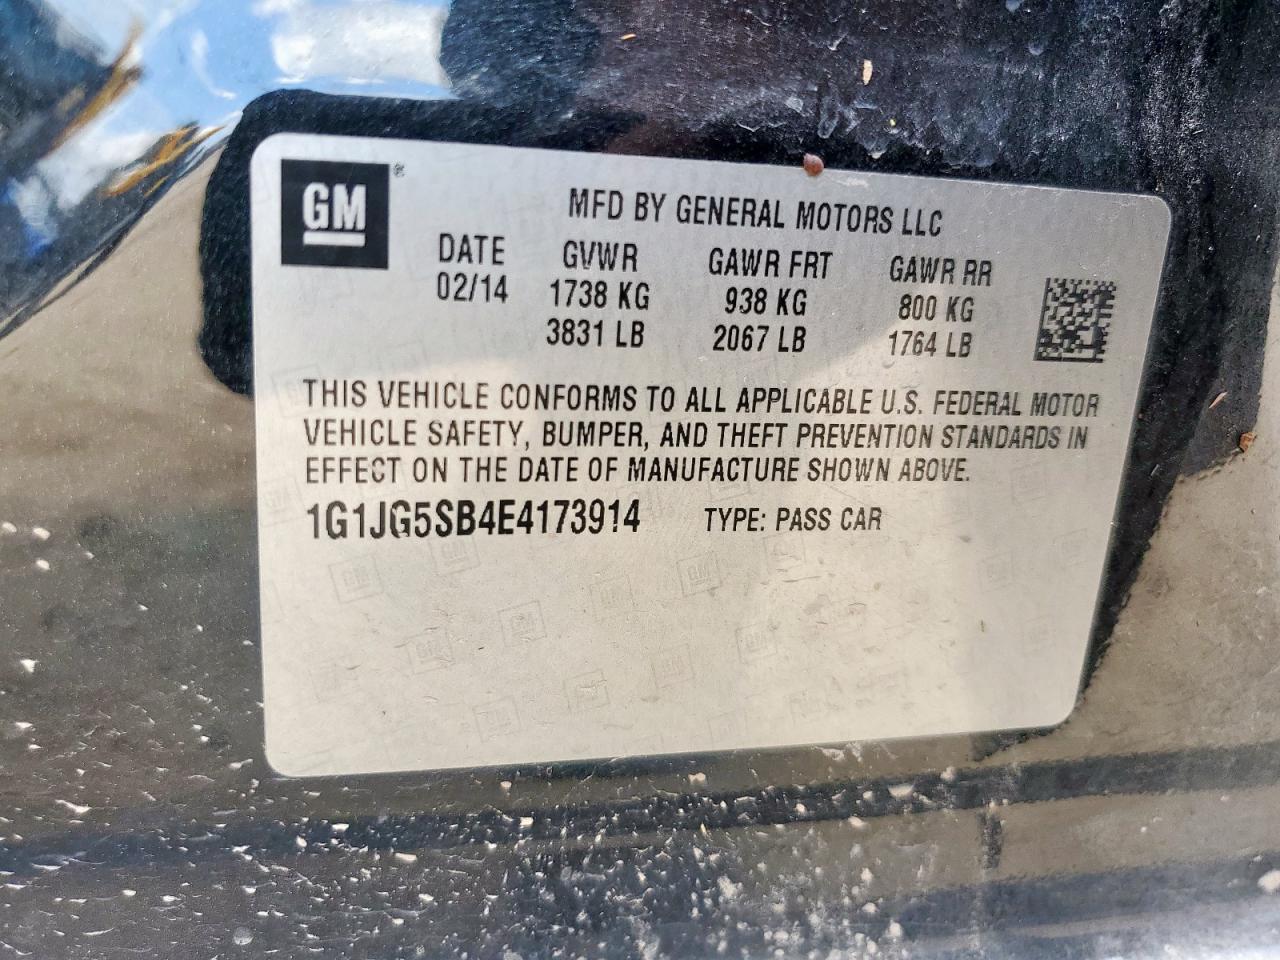 GM ®
MFD BY GENERAL MOTORS LLC
DATE GVWR GAWR FRT GAWR RR
02/14 1738 KG 938 KG 800 KG
3831 LB 2067 LB 1764 LB
THIS VEHICLE CONFORMS TO ALL APPLICABLE U.S. FEDERAL MOTOR
VEHICLE SAFETY, BUMPER, AND THEFT PREVENTION STANDARDS IN
EFFECT ON THE DATE OF MANUFACTURE SHOWN ABOVE.
1G1JG5SB4E4173914 TYPE: PASS CAR